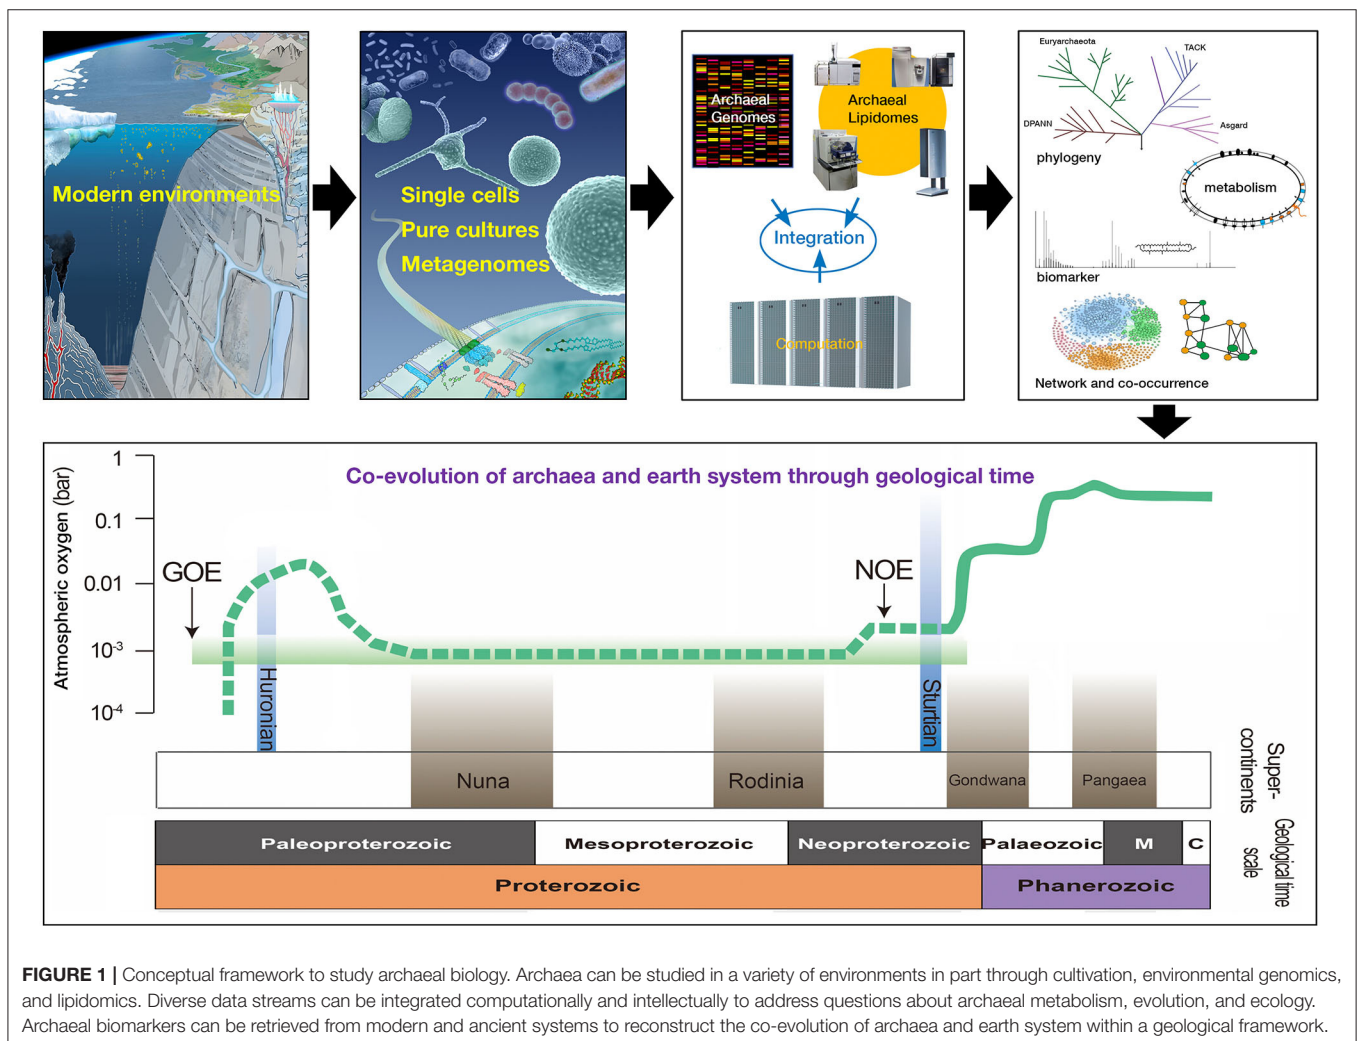 Modern environments
Single cells
Pure cultures
Metagenomes
Archaeal
Genomes
Archaeal
Lipidomes
Integration
Computation
Euryarchaeota
TACK
DPANN
Asgard
phylogeny
metabolism
biomarker
Network and co-occurrence
Co-evolution of archaea and earth system through geological time
Atmospheric oxygen (bar)
1
0.1
0.01
10-3
10-4
GOE
NOE
Huronian
Sturtian
Nuna
Rodinia
Gondwana
Pangaea
Super-
continents
Paleoproterozoic
Mesoproterozoic
Neoproterozoic
Palaeozoic
M
C
Proterozoic
Phanerozoic
Geological time
scale
FIGURE 1 | Conceptual framework to study archaeal biology. Archaea can be studied in a variety of environments in part through cultivation, environmental genomics,
and lipidomics. Diverse data streams can be integrated computationally and intellectually to address questions about archaeal metabolism, evolution, and ecology.
Archaeal biomarkers can be retrieved from modern and ancient systems to reconstruct the co-evolution of archaea and earth system within a geological framework.